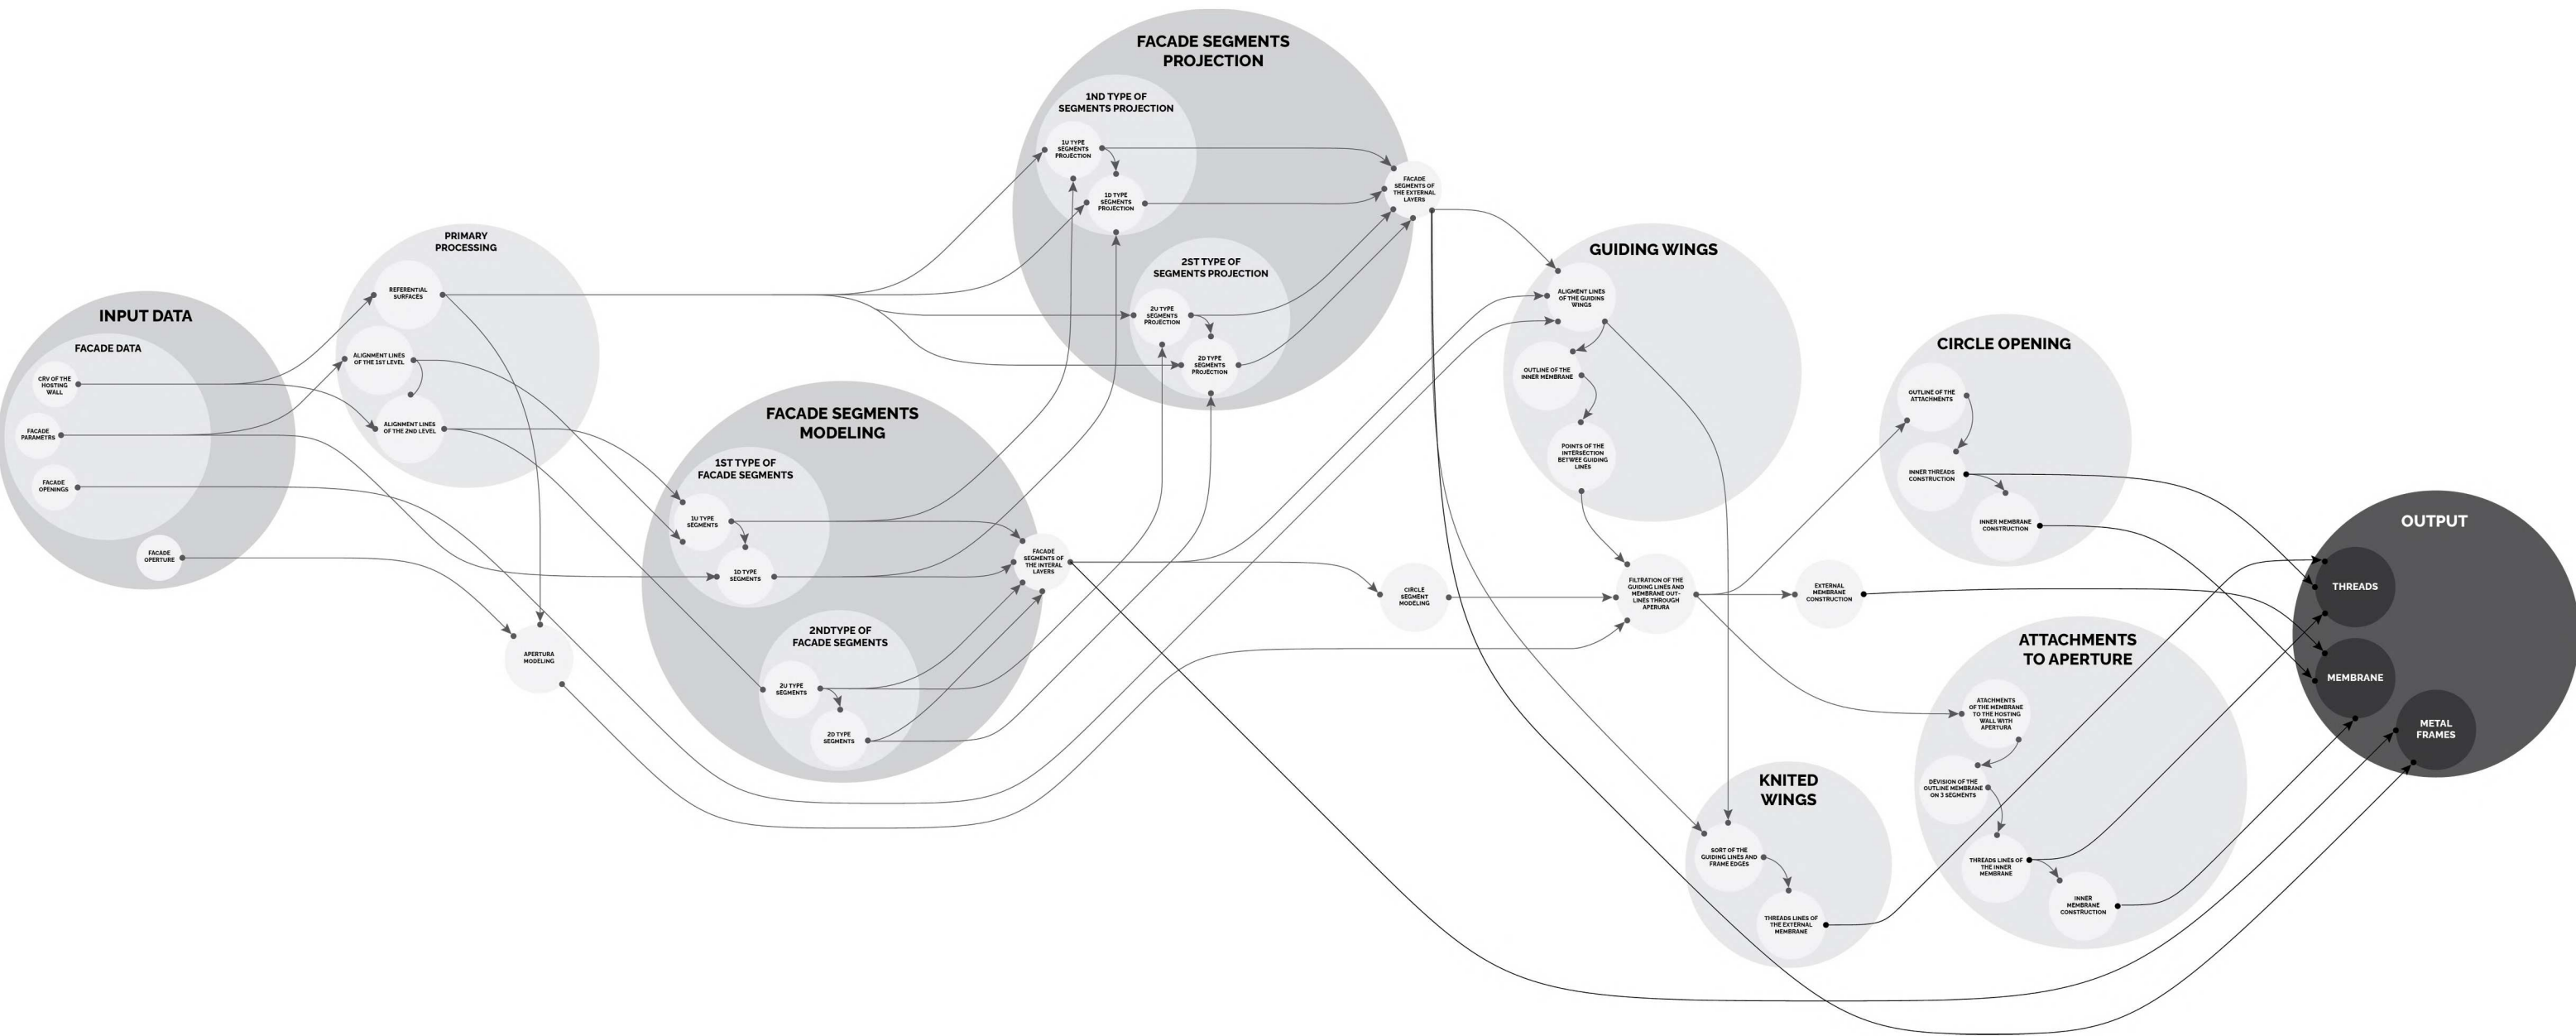 INPUT DATA
FACADE DATA
CRV OF THE
HOSTING
WALL
FACADE
PARAMETRS
FACADE
OPENINGS
FACADE
OPERTURE
PRIMARY
PROCESSING
REFERENTIAL
SURFACES
ALIGNMENT LINES
OF THE 1ST LEVEL
ALIGNMENT LINES
OF THE 2ND LEVEL
APERTURA
MODELING
FACADE SEGMENTS
MODELING
1ST TYPE OF
FACADE SEGMENTS
1U TYPE
SEGMENTS
1D TYPE
SEGMENTS
2NDTYPE OF
FACADE SEGMENTS
2U TYPE
SEGMENTS
2D TYPE
SEGMENTS
FACADE
SEGMENTS OF
THE INTERAL
LAYERS
FACADE SEGMENTS
PROJECTION
1ND TYPE OF
SEGMENTS PROJECTION
1U TYPE
SEGMENTS
PROJECTION
1D TYPE
SEGMENTS
PROJECTION
2ST TYPE OF
SEGMENTS PROJECTION
2U TYPE
SEGMENTS
PROJECTION
2D TYPE
SEGMENTS
PROJECTION
FACADE
SEGMENTS OF
THE EXTERNAL
LAYERS
CIRCLE
SEGMENT
MODELING
GUIDING WINGS
ALIGMENT LINES
OF THE GUIDINS
WINGS
OUTLINE OF THE
INNER MEMBRANE
POINTS OF THE
INTERSECTION
BETWEE GUIDING
LINES
FILTRATION OF THE
GUIDING LINES AND
MEMBRANE OUT-
LINES THROUGH
APERURA
EXTERNAL
MEMBRANE
CONSTRUCTION
KNITED
WINGS
SORT OF THE
GUIDING LINES AND
FRAME EDGES
THREADS LINES OF
THE EXTERNAL
MEMBRANE
CIRCLE OPENING
OUTLINE OF THE
ATTACHMENTS
INNER THREADS
CONSTRUCTION
INNER MEMBRANE
CONSTRUCTION
ATTACHMENTS
TO APERTURE
ATACHMENTS
OF THE MEMBRANE
TO THE HOSTING
WALL WITH
APERTURA
DEVISION OF THE
OUTLINE MEMBRANE
ON 3 SEGMENTS
THREADS LINES OF
THE INNER
MEMBRANE
INNER
MEMBRANE
CONSTRUCTION
OUTPUT
THREADS
MEMBRANE
METAL
FRAMES